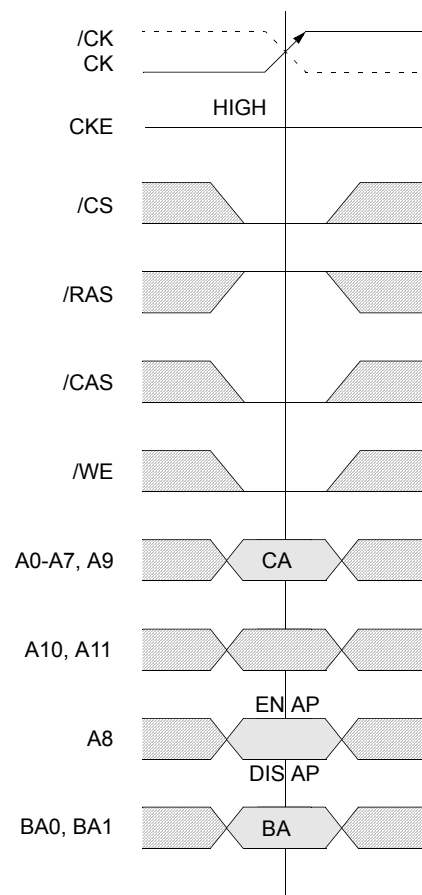 /CK
CK
HIGH
CKE
/CS
/RAS
/CAS
/WE
A0-A7, A9
CA
A10, A11
EN AP
A8
DIS AP
BA0, BA1
BA